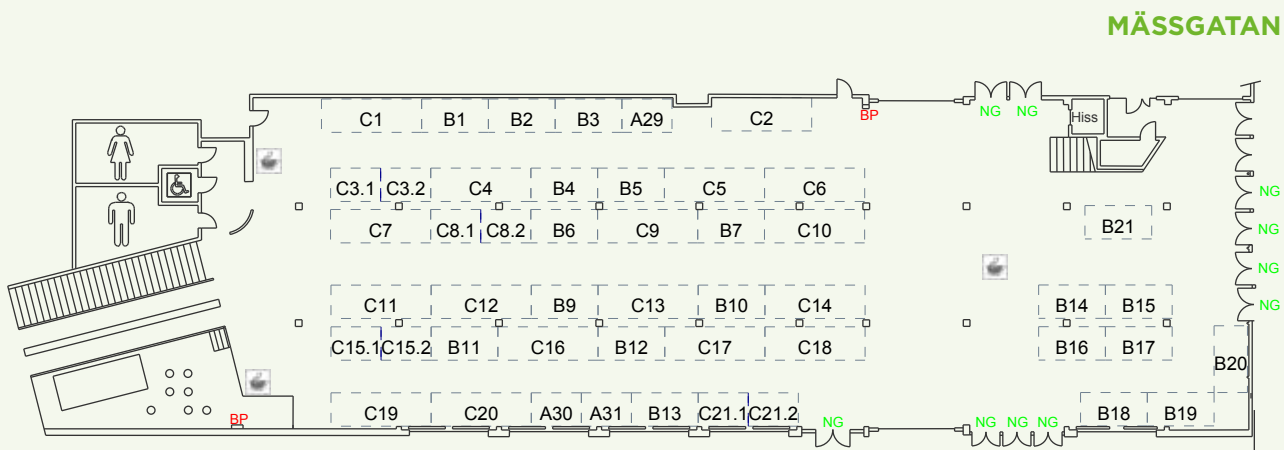 MÄSSGATAN
C1 B1 B2 B3 A29 C2 BP NG NG Hiss
C3.1 C3.2 C4 B4 B5 C5 C6 NG
C7 C8.1 C8.2 B6 C9 B7 C10 B21 NG
NG
C11 C12 B9 C13 B10 C14 B14 B15 NG
C15.1 C15.2 B11 C16 B12 C17 C18 B16 B17
B20
C19 C20 A30 A31 B13 C21.1 C21.2 B18 B19
BP NG NG NG NG